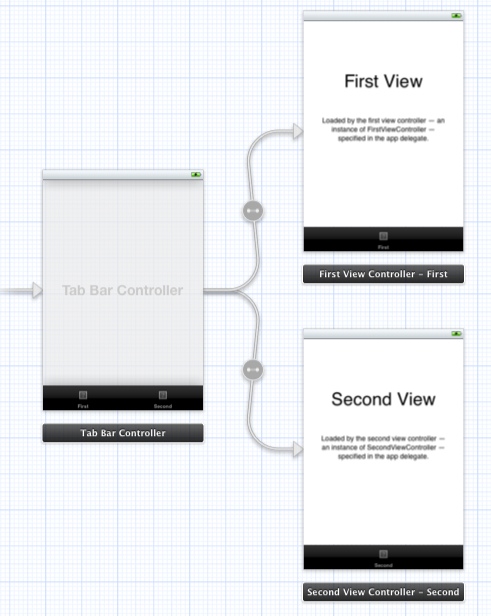 First View
Loaded by the first view controller — an
instance of FirstViewController —
specified in the app delegate.
First
First View Controller - First
Tab Bar Controller
First Second
Tab Bar Controller
Second View
Loaded by the second view controller —
an instance of SecondViewController —
specified in the app delegate.
Second
Second View Controller - Second